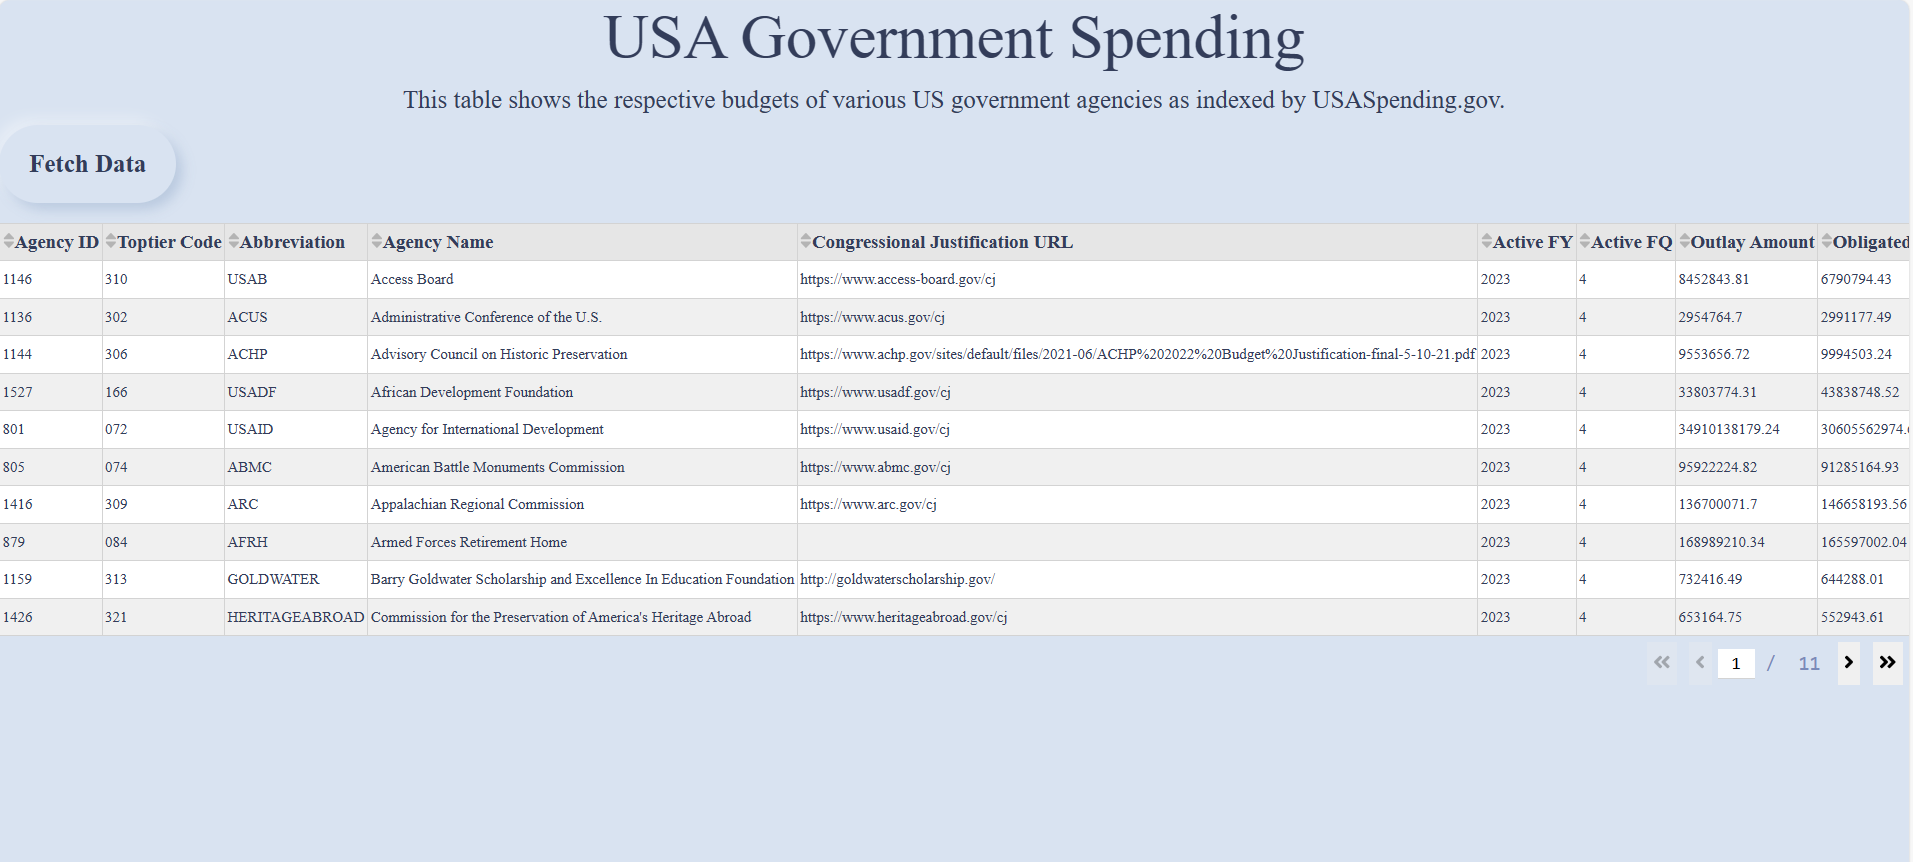 USA Government Spending
This table shows the respective budgets of various US government agencies as indexed by USASpending.gov.
Fetch Data
Agency ID Toptier Code Abbreviation Agency Name Congressional Justification URL Active FY Active FQ Outlay Amount Obligated
1146 310 USAB Access Board https://www.access-board.gov/cj 2023 4 8452843.81 6790794.43
1136 302 ACUS Administrative Conference of the U.S. https://www.acus.gov/cj 2023 4 2954764.7 2991177.49
1144 306 ACHP Advisory Council on Historic Preservation https://www.achp.gov/sites/default/files/2021-06/ACHP%202022%20Budget%20Justification-final-5-10-21.pdf 2023 4 9553656.72 9994503.24
1527 166 USADF African Development Foundation https://www.usadf.gov/cj 2023 4 33803774.31 43838748.52
801 072 USAID Agency for International Development https://www.usaid.gov/cj 2023 4 34910138179.24 30605562974.
805 074 ABMC American Battle Monuments Commission https://www.abmc.gov/cj 2023 4 95922224.82 91285164.93
1416 309 ARC Appalachian Regional Commission https://www.arc.gov/cj 2023 4 136700071.7 146658193.56
879 084 AFRH Armed Forces Retirement Home 2023 4 168989210.34 165597002.04
1159 313 GOLDWATER Barry Goldwater Scholarship and Excellence In Education Foundation http://goldwaterscholarship.gov/ 2023 4 732416.49 644288.01
1426 321 HERITAGEABROAD Commission for the Preservation of America's Heritage Abroad https://www.heritageabroad.gov/cj 2023 4 653164.75 552943.61
1 / 11